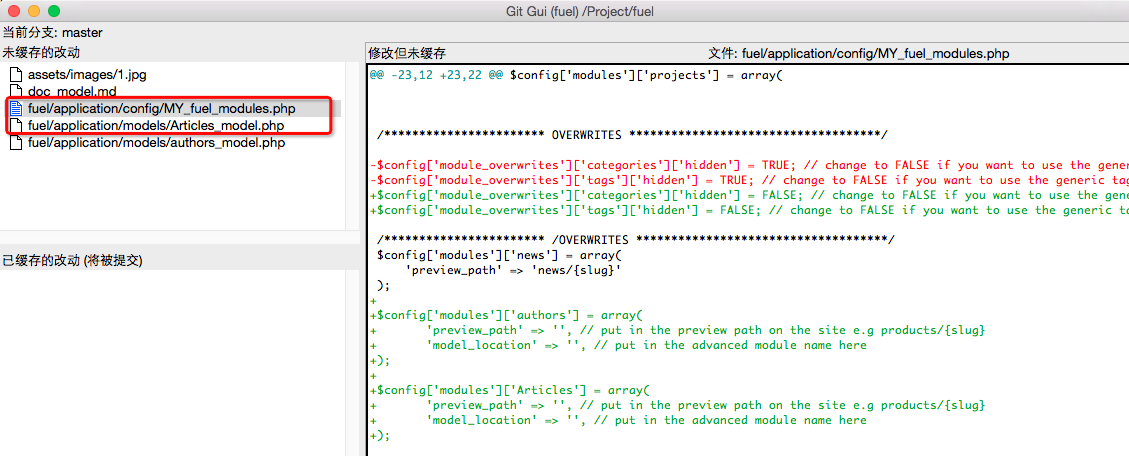 Git Gui (fuel) /Project/fuel
当前分支: master
未缓存的改动
assets/images/1.jpg
doc_model.md
fuel/application/config/MY_fuel_modules.php
fuel/application/models/Articles_model.php
fuel/application/models/authors_model.php
已缓存的改动 (将被提交)
修改但未缓存 文件: fuel/application/config/MY_fuel_modules.php
@@ -23,12 +23,22 @@ $config['modules']['projects'] = array(
/*********************** OVERWRITES ************************************/
-$config['module_overwrites']['categories']['hidden'] = TRUE; // change to FALSE if you want to use the gener
-$config['module_overwrites']['tags']['hidden'] = TRUE; // change to FALSE if you want to use the generic tag
+$config['module_overwrites']['categories']['hidden'] = FALSE; // change to FALSE if you want to use the gene
+$config['module_overwrites']['tags']['hidden'] = FALSE; // change to FALSE if you want to use the generic ta
/*********************** /OVERWRITES ************************************/
$config['modules']['news'] = array(
'preview_path' => 'news/{slug}'
);
+
+$config['modules']['authors'] = array(
+ 'preview_path' => '', // put in the preview path on the site e.g products/{slug}
+ 'model_location' => '', // put in the advanced module name here
+);
+
+$config['modules']['Articles'] = array(
+ 'preview_path' => '', // put in the preview path on the site e.g products/{slug}
+ 'model_location' => '', // put in the advanced module name here
+);